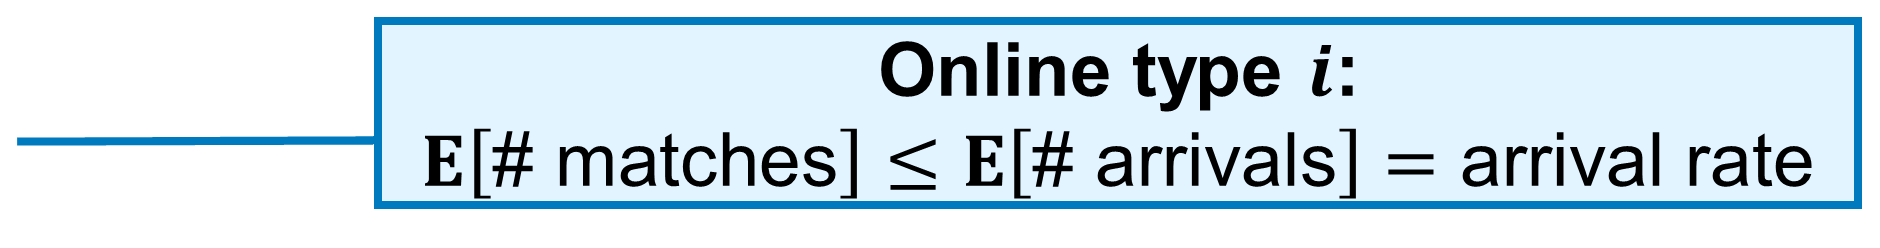 Online type i:
E[# matches] ≤ E[# arrivals] = arrival rate